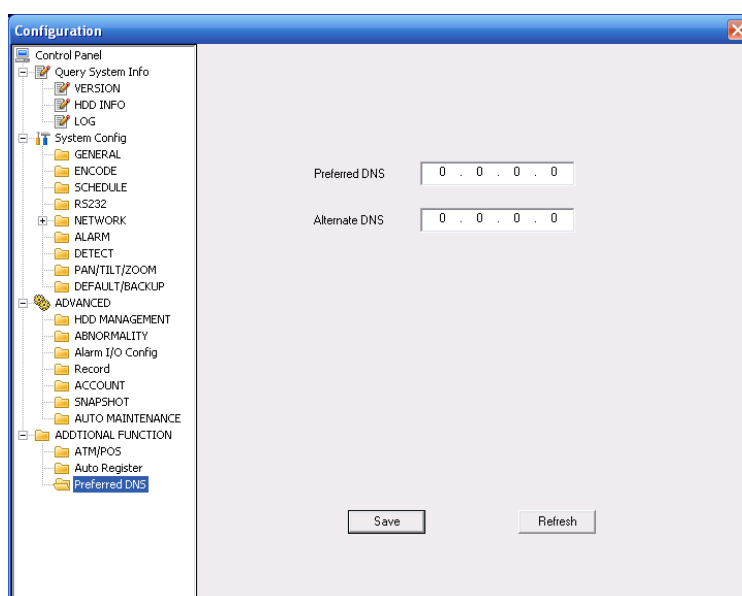 Configuration
Control Panel
Query System Info
VERSION
HDD INFO
LOG
System Config
GENERAL
ENCODE
SCHEDULE
RS232
NETWORK
ALARM
DETECT
PAN/TILT/ZOOM
DEFAULT/BACKUP
ADVANCED
HDD MANAGEMENT
ABNORMALITY
Alarm I/O Config
Record
ACCOUNT
SNAPSHOT
AUTO MAINTENANCE
ADDTIONAL FUNCTION
ATM/POS
Auto Register
Preferred DNS
Preferred DNS 0 . 0 . 0 . 0
Alternate DNS 0 . 0 . 0 . 0
Save Refresh